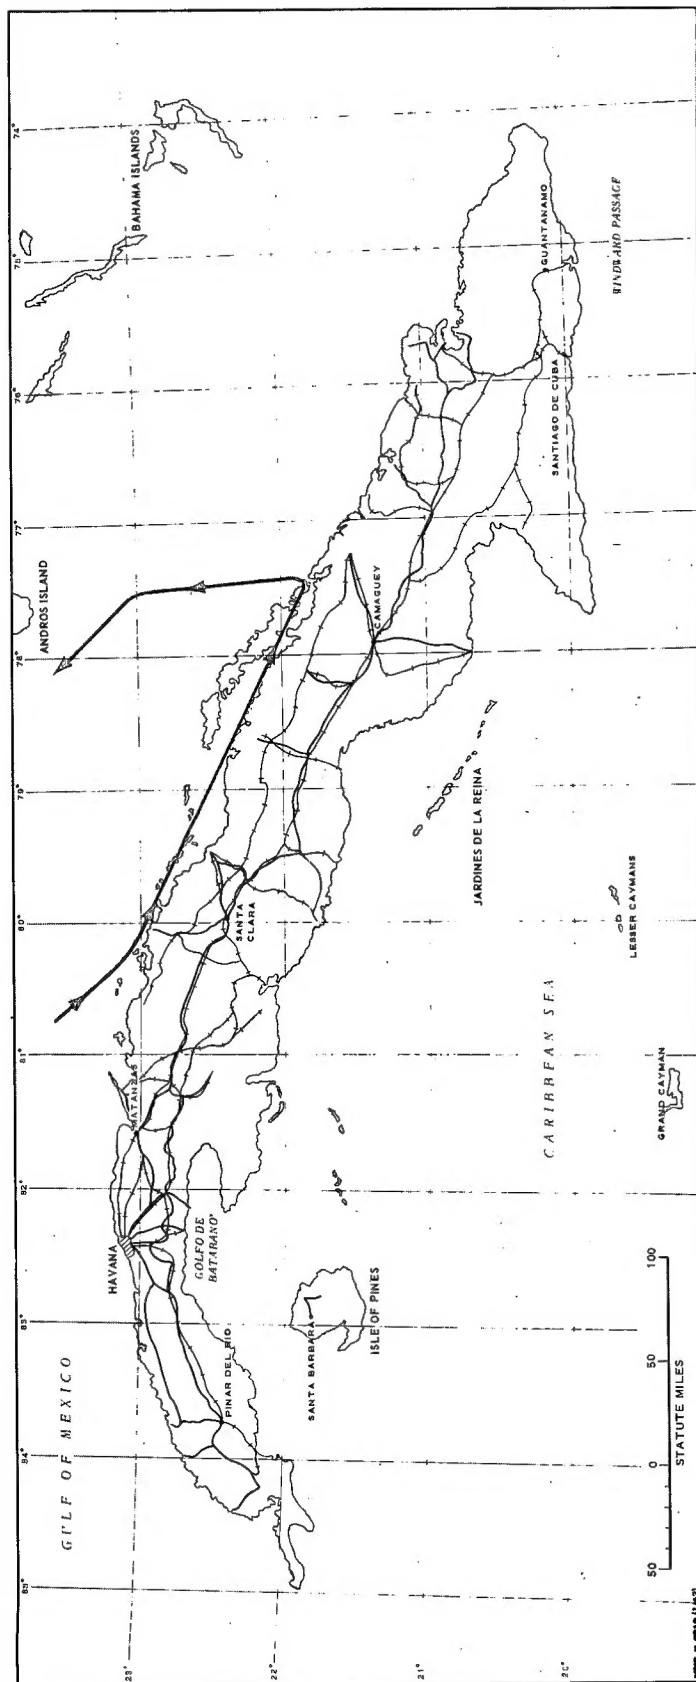 74°
75°
76°
77°
78°
79°
80°
81°
82°
83°
84°
85°
BAHAMA ISLANDS
ANDROS ISLAND
GULF OF MEXICO
HAVANA
MATANZAS
23°
PINAR DEL RIO
GOLFO DE
BATABANO
SANTA
CLARA
CAMAGUEY
GUANTANAMO
SANTIAGO DE CUBA
WINDWARD PASSAGE
22°
SANTA BARBARA
ISLE OF PINES
JARDINES DE LA REINA
21°
CARIBBEAN SEA
LESSER CAYMANS
GRAND CAYMAN
20°
50 0 50 100
STATUTE MILES